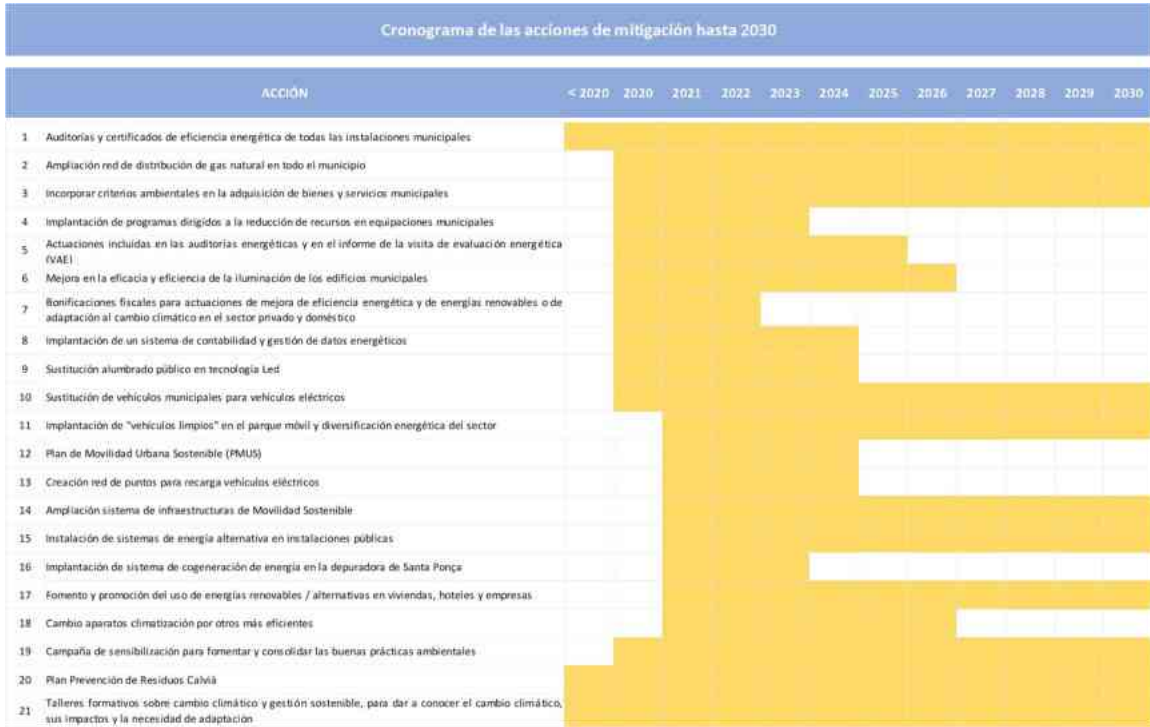 Cronograma de las acciones de mitigación hasta 2030
ACCIÓN < 2020 2020 2021 2022 2023 2024 2025 2026 2027 2028 2029 2030
1 Auditorías y certificados de eficiencia energética de todas las instalaciones municipales
2 Ampliación red de distribución de gas natural en todo el municipio
3 Incorporar criterios ambientales en la adquisición de bienes y servicios municipales
4 Implantación de programas dirigidos a la reducción de recursos en equipaciones municipales
5 Actuaciones incluidas en las auditorías energéticas y en el informe de la visita de evaluación energética
(VAE)
6 Mejora en la eficacia y eficiencia de la iluminación de los edificios municipales
7 Bonificaciones fiscales para actuaciones de mejora de eficiencia energética y de energías renovables o de
adaptación al cambio climático en el sector privado y doméstico
8 Implantación de un sistema de contabilidad y gestión de datos energéticos
9 Sustitución alumbrado público en tecnología Led
10 Sustitución de vehículos municipales para vehículos eléctricos
11 Implantación de "vehículos limpios" en el parque móvil y diversificación energética del sector
12 Plan de Movilidad Urbana Sostenible (PMUS)
13 Creación red de puntos para recarga vehículos eléctricos
14 Ampliación sistema de infraestructuras de Movilidad Sostenible
15 Instalación de sistemas de energía alternativa en instalaciones públicas
16 Implantación de sistema de cogeneración de energía en la depuradora de Santa Ponça
17 Fomento y promoción del uso de energías renovables / alternativas en viviendas, hoteles y empresas
18 Cambio aparatos climatización por otros más eficientes
19 Campaña de sensibilización para fomentar y consolidar las buenas prácticas ambientales
20 Plan Prevención de Residuos Calvià
21 Talleres formativos sobre cambio climático y gestión sostenible, para dar a conocer el cambio climático,
sus impactos y la necesidad de adaptación